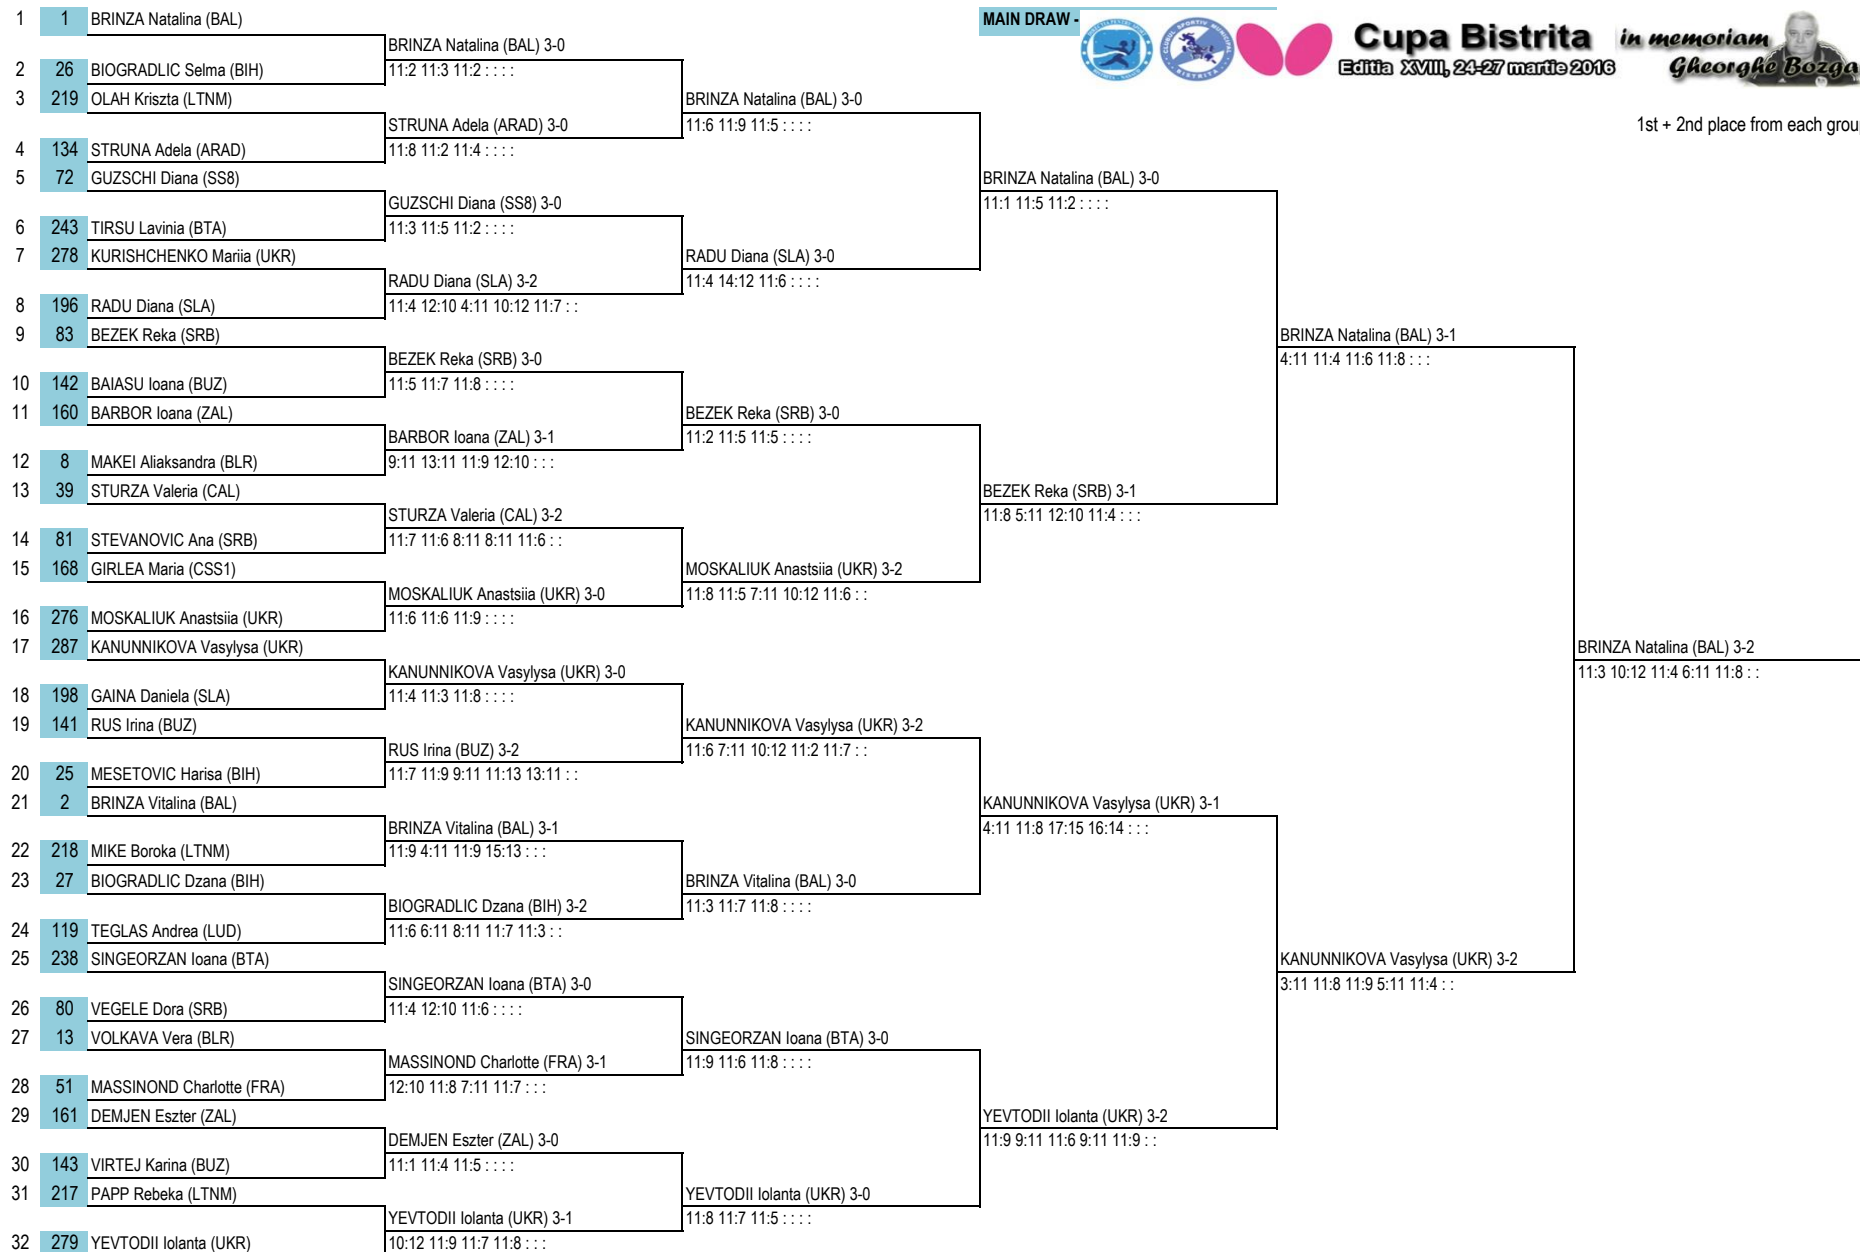 1 1 BRINZA Natalina (BAL)
MAIN DRAW -
Cupa Bistrita
Editia XVIII, 24-27 martie 2016
in memoriam
Gheorghe Bozga
BRINZA Natalina (BAL) 3-0
2 26 BIOGRADLIC Selma (BIH)
11:2 11:3 11:2 : : : :
3 219 OLAH Kriszta (LTNM)
BRINZA Natalina (BAL) 3-0
STRUNA Adela (ARAD) 3-0
11:6 11:9 11:5 : : : :
1st + 2nd place from each grou
4 134 STRUNA Adela (ARAD)
11:8 11:2 11:4 : : : :
5 72 GUZSCHI Diana (SS8)
BRINZA Natalina (BAL) 3-0
GUZSCHI Diana (SS8) 3-0
11:1 11:5 11:2 : : : :
6 243 TIRSU Lavinia (BTA)
11:3 11:5 11:2 : : : :
7 278 KURISHCHENKO Mariia (UKR)
RADU Diana (SLA) 3-0
RADU Diana (SLA) 3-2
11:4 14:12 11:6 : : : :
8 196 RADU Diana (SLA)
11:4 12:10 4:11 10:12 11:7 : :
9 83 BEZEK Reka (SRB)
BRINZA Natalina (BAL) 3-1
BEZEK Reka (SRB) 3-0
4:11 11:4 11:6 11:8 : : :
10 142 BAIASU Ioana (BUZ)
11:5 11:7 11:8 : : : :
11 160 BARBOR Ioana (ZAL)
BEZEK Reka (SRB) 3-0
BARBOR Ioana (ZAL) 3-1
11:2 11:5 11:5 : : : :
12 8 MAKEI Aliaksandra (BLR)
9:11 13:11 11:9 12:10 : : :
13 39 STURZA Valeria (CAL)
BEZEK Reka (SRB) 3-1
STURZA Valeria (CAL) 3-2
11:8 5:11 12:10 11:4 : : :
14 81 STEVANOVIC Ana (SRB)
11:7 11:6 8:11 8:11 11:6 : :
15 168 GIRLEA Maria (CSS1)
MOSKALIUK Anastsiia (UKR) 3-2
MOSKALIUK Anastsiia (UKR) 3-0
11:8 11:5 7:11 10:12 11:6 : :
16 276 MOSKALIUK Anastsiia (UKR)
11:6 11:6 11:9 : : : :
17 287 KANUNNIKOVA Vasylysa (UKR)
BRINZA Natalina (BAL) 3-2
KANUNNIKOVA Vasylysa (UKR) 3-0
11:3 10:12 11:4 6:11 11:8 : :
18 198 GAINA Daniela (SLA)
11:4 11:3 11:8 : : : :
19 141 RUS Irina (BUZ)
KANUNNIKOVA Vasylysa (UKR) 3-2
RUS Irina (BUZ) 3-2
11:6 7:11 10:12 11:2 11:7 : :
20 25 MESETOVIC Harisa (BIH)
11:7 11:9 9:11 11:13 13:11 : :
21 2 BRINZA Vitalina (BAL)
KANUNNIKOVA Vasylysa (UKR) 3-1
BRINZA Vitalina (BAL) 3-1
4:11 11:8 17:15 16:14 : : :
22 218 MIKE Boroka (LTNM)
11:9 4:11 11:9 15:13 : : :
23 27 BIOGRADLIC Dzana (BIH)
BRINZA Vitalina (BAL) 3-0
BIOGRADLIC Dzana (BIH) 3-2
11:3 11:7 11:8 : : : :
24 119 TEGLAS Andrea (LUD)
11:6 6:11 8:11 11:7 11:3 : :
25 238 SINGEORZAN Ioana (BTA)
KANUNNIKOVA Vasylysa (UKR) 3-2
SINGEORZAN Ioana (BTA) 3-0
3:11 11:8 11:9 5:11 11:4 : :
26 80 VEGELE Dora (SRB)
11:4 12:10 11:6 : : : :
27 13 VOLKAVA Vera (BLR)
SINGEORZAN Ioana (BTA) 3-0
MASSINOND Charlotte (FRA) 3-1
11:9 11:6 11:8 : : : :
28 51 MASSINOND Charlotte (FRA)
12:10 11:8 7:11 11:7 : : :
29 161 DEMJEN Eszter (ZAL)
YEVTODII Iolanta (UKR) 3-2
DEMJEN Eszter (ZAL) 3-0
11:9 9:11 11:6 9:11 11:9 : :
30 143 VIRTEJ Karina (BUZ)
11:1 11:4 11:5 : : : :
31 217 PAPP Rebeka (LTNM)
YEVTODII Iolanta (UKR) 3-0
YEVTODII Iolanta (UKR) 3-1
11:8 11:7 11:5 : : : :
32 279 YEVTODII Iolanta (UKR)
10:12 11:9 11:7 11:8 : : :